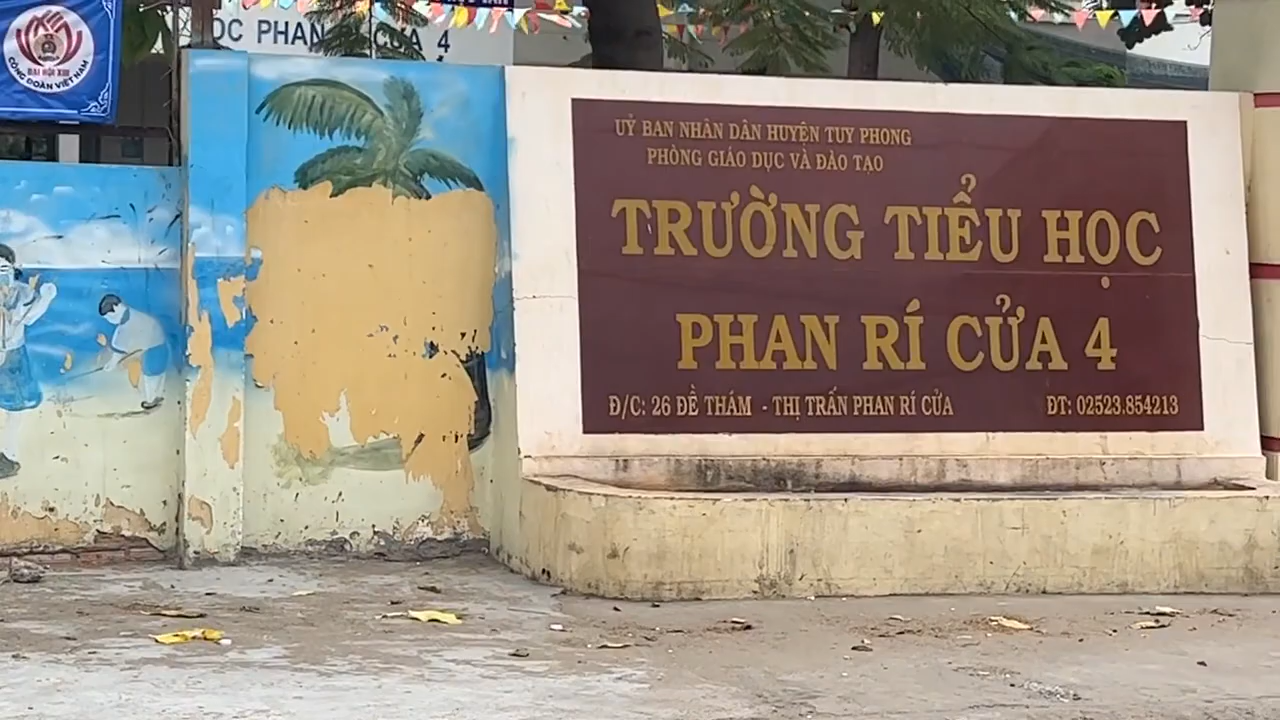 ĐẠI HỘI XIII
CÔNG ĐOÀN VIỆT NAM
ỌC PHAN RÍ CỬA 4
UỶ BAN NHÂN DÂN HUYỆN TUY PHONG
PHÒNG GIÁO DỤC VÀ ĐÀO TẠO
TRƯỜNG TIỂU HỌC
PHAN RÍ CỬA 4
Đ/C: 26 ĐỀ THÁM - THỊ TRẤN PHAN RÍ CỬA
ĐT: 02523.854213